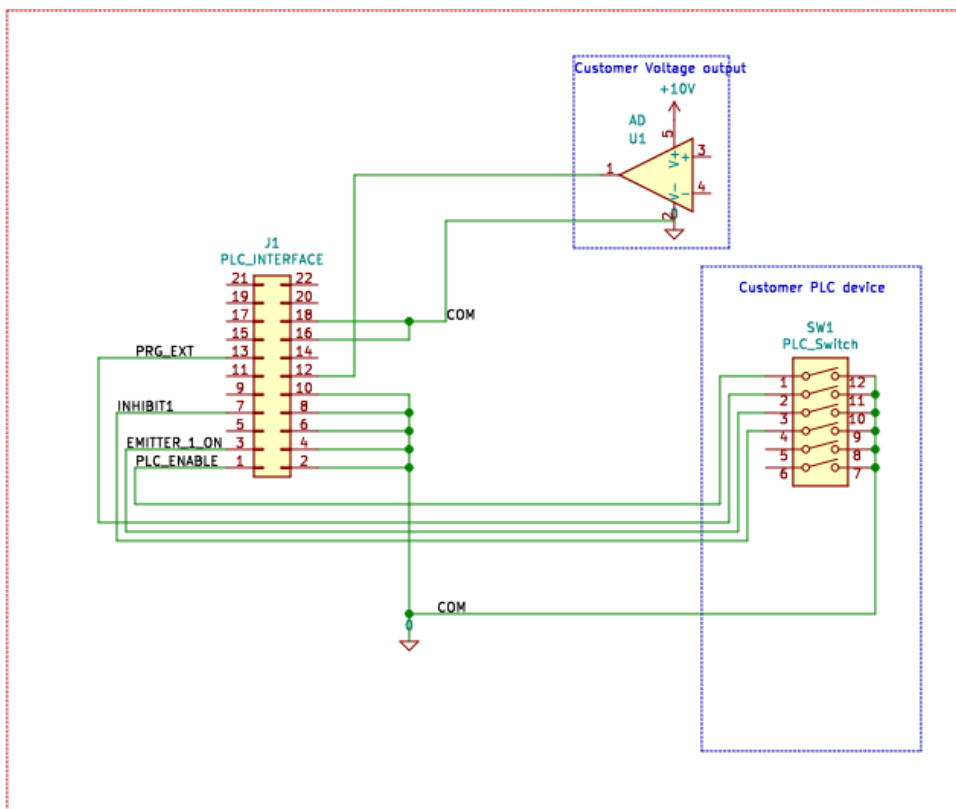 Customer Voltage output
+10V
AD
U1
5
V+
+
3
1
4
-
V-
2
0
J1
PLC_INTERFACE
21 22
19 20
17 18
15 16
13 14
11 12
9 10
7 8
5 6
3 4
1 2
COM
PRG_EXT
INHIBIT1
EMITTER_1_ON
PLC_ENABLE
Customer PLC device
SW1
PLC_Switch
1 12
2 11
3 10
4 9
5 8
6 7
COM
0